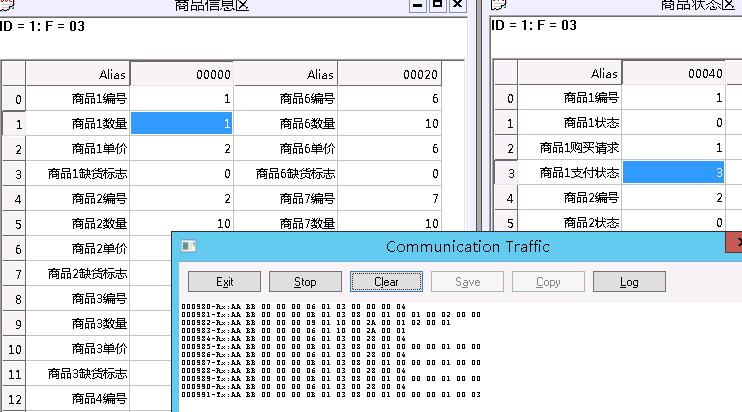 商品信息区
商品状态区
ID = 1: F = 03
ID = 1: F = 03
Alias 00000 Alias 00020
0 商品1编号 1 商品6编号 6
1 商品1数量 1 商品6数量 10
2 商品1单价 2 商品6单价 6
3 商品1缺货标志 0 商品6缺货标志 0
4 商品2编号 2 商品7编号 7
5 商品2数量 10 商品7数量 10
6 商品2单价
7 商品2缺货标志
8 商品3编号
9 商品3数量
10 商品3单价
11 商品3缺货标志
12 商品4编号
Alias 00040
0 商品1编号 1
1 商品1状态 0
2 商品1购买请求 1
3 商品1支付状态 3
4 商品2编号 2
5 商品2状态 0
Communication Traffic
Exit Stop Clear Save Copy Log
000980-Rx:AA BB 00 00 00 06 01 03 00 00 00 04
000981-Tx:AA BB 00 00 00 0B 01 03 08 00 01 00 01 00 02 00 00
000982-Rx:AA BB 00 00 00 09 01 10 00 2A 00 01 02 00 01
000983-Tx:AA BB 00 00 00 06 01 10 00 2A 00 01
000984-Rx:AA BB 00 00 00 06 01 03 00 28 00 04
000985-Tx:AA BB 00 00 00 0B 01 03 08 00 01 00 00 00 01 00 00
000986-Rx:AA BB 00 00 00 06 01 03 00 28 00 04
000987-Tx:AA BB 00 00 00 0B 01 03 08 00 01 00 00 00 01 00 00
000988-Rx:AA BB 00 00 00 06 01 03 00 28 00 04
000989-Tx:AA BB 00 00 00 0B 01 03 08 00 01 00 00 00 01 00 00
000990-Rx:AA BB 00 00 00 06 01 03 00 28 00 04
000991-Tx:AA BB 00 00 00 0B 01 03 08 00 01 00 00 00 01 00 03